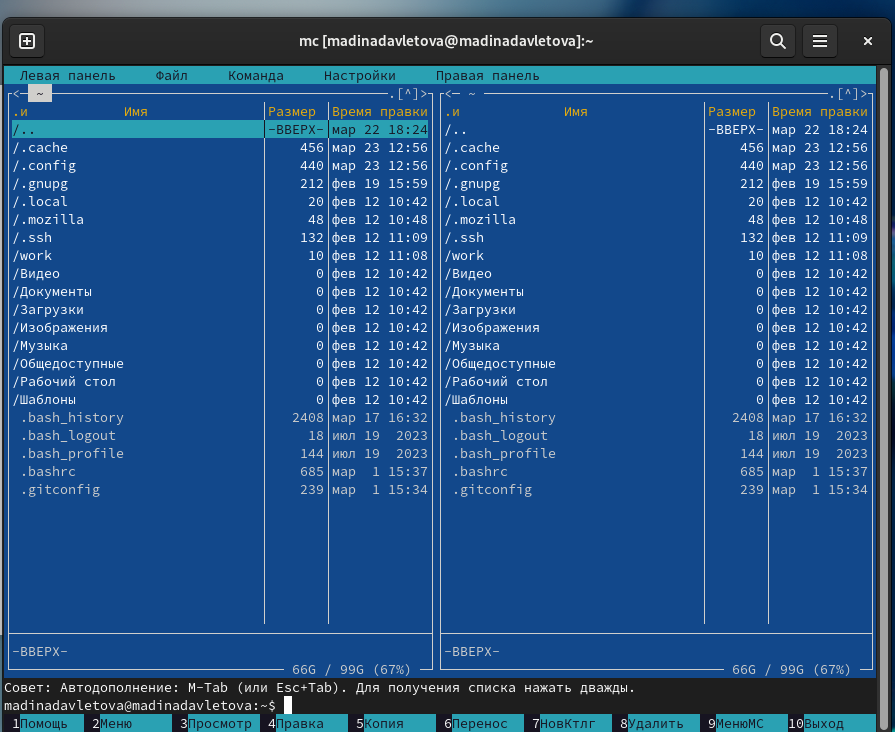 mc [madinadavletova@madinadavletova]:~
Левая панель Файл Команда Настройки Правая панель
<— ~ .[^]> <— ~ .[^]>
.и Имя Размер Время правки .и Имя Размер Время правки
/.. -ВВЕРХ- мар 22 18:24 /.. -ВВЕРХ- мар 22 18:24
/.cache 456 мар 23 12:56 /.cache 456 мар 23 12:56
/.config 440 мар 23 12:56 /.config 440 мар 23 12:56
/.gnupg 212 фев 19 15:59 /.gnupg 212 фев 19 15:59
/.local 20 фев 12 10:42 /.local 20 фев 12 10:42
/.mozilla 48 фев 12 10:48 /.mozilla 48 фев 12 10:48
/.ssh 132 фев 12 11:09 /.ssh 132 фев 12 11:09
/work 10 фев 12 11:08 /work 10 фев 12 11:08
/Видео 0 фев 12 10:42 /Видео 0 фев 12 10:42
/Документы 0 фев 12 10:42 /Документы 0 фев 12 10:42
/Загрузки 0 фев 12 10:42 /Загрузки 0 фев 12 10:42
/Изображения 0 фев 12 10:42 /Изображения 0 фев 12 10:42
/Музыка 0 фев 12 10:42 /Музыка 0 фев 12 10:42
/Общедоступные 0 фев 12 10:42 /Общедоступные 0 фев 12 10:42
/Рабочий стол 0 фев 12 10:42 /Рабочий стол 0 фев 12 10:42
/Шаблоны 0 фев 12 10:42 /Шаблоны 0 фев 12 10:42
.bash_history 2408 мар 17 16:32 .bash_history 2408 мар 17 16:32
.bash_logout 18 июл 19 2023 .bash_logout 18 июл 19 2023
.bash_profile 144 июл 19 2023 .bash_profile 144 июл 19 2023
.bashrc 685 мар 1 15:37 .bashrc 685 мар 1 15:37
.gitconfig 239 мар 1 15:34 .gitconfig 239 мар 1 15:34
-ВВЕРХ- -ВВЕРХ-
66G / 99G (67%) 66G / 99G (67%)
Совет: Автодополнение: M-Tab (или Esc+Tab). Для получения списка нажать дважды.
madinadavletova@madinadavletova:~$
1Помощь 2Меню 3Просмотр 4Правка 5Копия 6Перенос 7НовКтлг 8Удалить 9МенюMC 10Выход